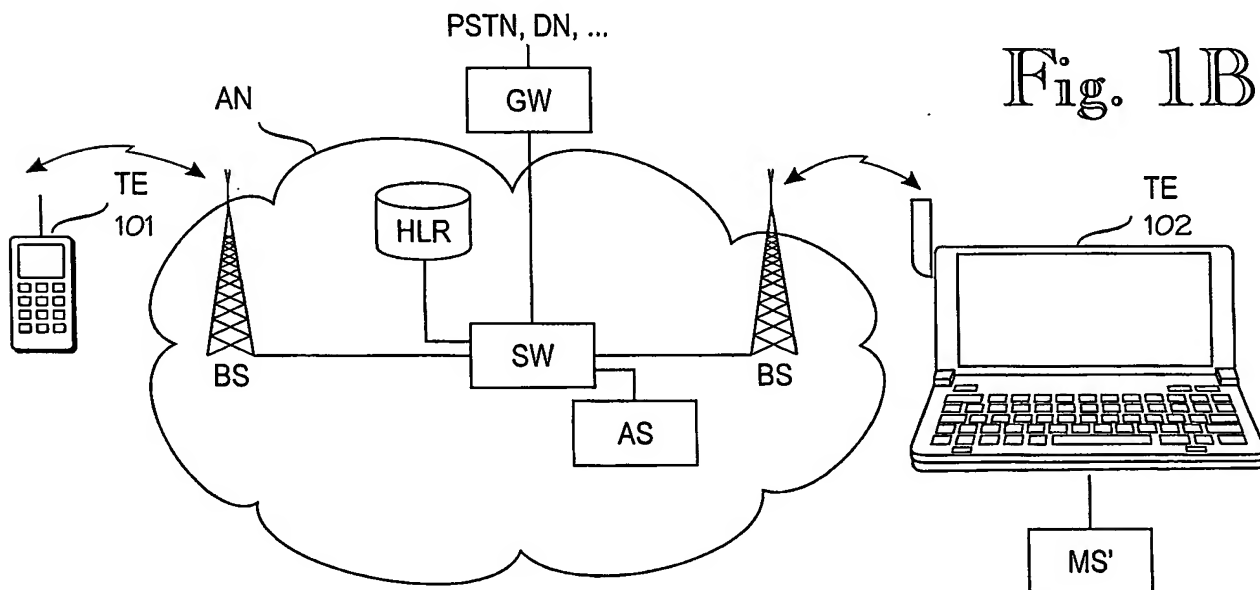 PSTN, DN, ...
Fig. 1B
GW
AN
TE
101
HLR
TE
102
BS
SW
BS
AS
MS'